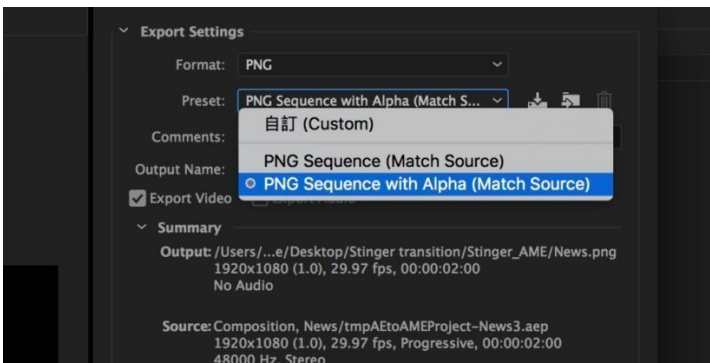 Export Settings
Format: PNG
Preset: PNG Sequence with Alpha (Match S...
自訂 (Custom)
Comments:
PNG Sequence (Match Source)
Output Name:
PNG Sequence with Alpha (Match Source)
Export Video Export Audio
Summary
Output: /Users/...e/Desktop/Stinger transition/Stinger_AME/News.png
1920x1080 (1.0), 29.97 fps, 00:00:02:00
No Audio
Source: Composition, News/tmpAEtoAMEProject-News3.aep
1920x1080 (1.0), 29.97 fps, Progressive, 00:00:02:00
48000 Hz, Stereo